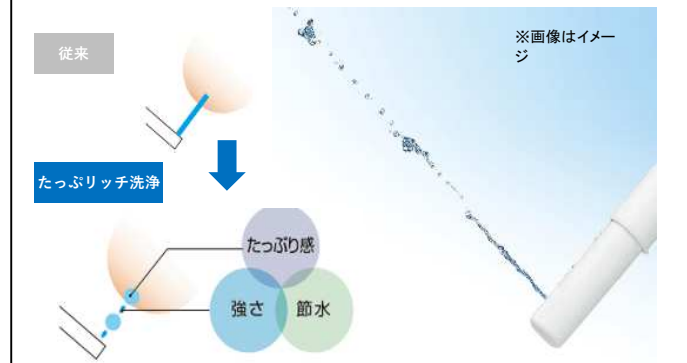 従来
※画像はイメー
ジ
たっぷリッチ洗浄
たっぷり感
強さ
節水